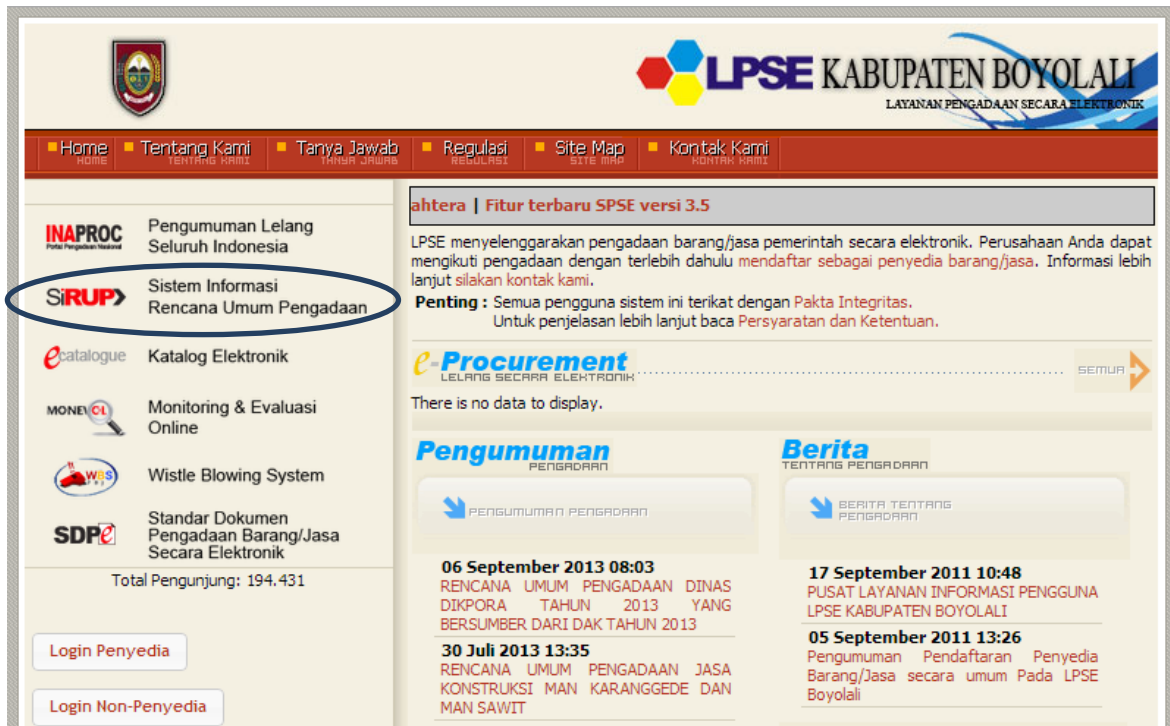 LPSE KABUPATEN BOYOLALI
LAYANAN PENGADAAN SECARA ELEKTRONIK
Home
HOME
Tentang Kami
TENTANG KAMI
Tanya Jawab
TANYA JAWAB
Regulasi
REGULASI
Site Map
SITE MAP
Kontak Kami
KONTAK KAMI
INAPROC
Portal Pengadaan Nasional
Pengumuman Lelang
Seluruh Indonesia
SiRUP
Sistem Informasi
Rencana Umum Pengadaan
ecatalogue
Katalog Elektronik
MONEV OL
Monitoring & Evaluasi
Online
WBS
Wistle Blowing System
SDPe
Standar Dokumen
Pengadaan Barang/Jasa
Secara Elektronik
Total Pengunjung: 194.431
Login Penyedia
Login Non-Penyedia
ahtera | Fitur terbaru SPSE versi 3.5
LPSE menyelenggarakan pengadaan barang/jasa pemerintah secara elektronik. Perusahaan Anda dapat
mengikuti pengadaan dengan terlebih dahulu mendaftar sebagai penyedia barang/jasa. Informasi lebih
lanjut silakan kontak kami.
Penting : Semua pengguna sistem ini terikat dengan Pakta Integritas.
Untuk penjelasan lebih lanjut baca Persyaratan dan Ketentuan.
e-Procurement
LELANG SECARA ELEKTRONIK
SEMUA
There is no data to display.
Pengumuman
PENGADAAN
PENGUMUMAN PENGADAAN
06 September 2013 08:03
RENCANA UMUM PENGADAAN DINAS
DIKPORA TAHUN 2013 YANG
BERSUMBER DARI DAK TAHUN 2013
30 Juli 2013 13:35
RENCANA UMUM PENGADAAN JASA
KONSTRUKSI MAN KARANGGEDE DAN
MAN SAWIT
Berita
TENTANG PENGADAAN
BERITA TENTANG
PENGADAAN
17 September 2011 10:48
PUSAT LAYANAN INFORMASI PENGGUNA
LPSE KABUPATEN BOYOLALI
05 September 2011 13:26
Pengumuman Pendaftaran Penyedia
Barang/Jasa secara umum Pada LPSE
Boyolali